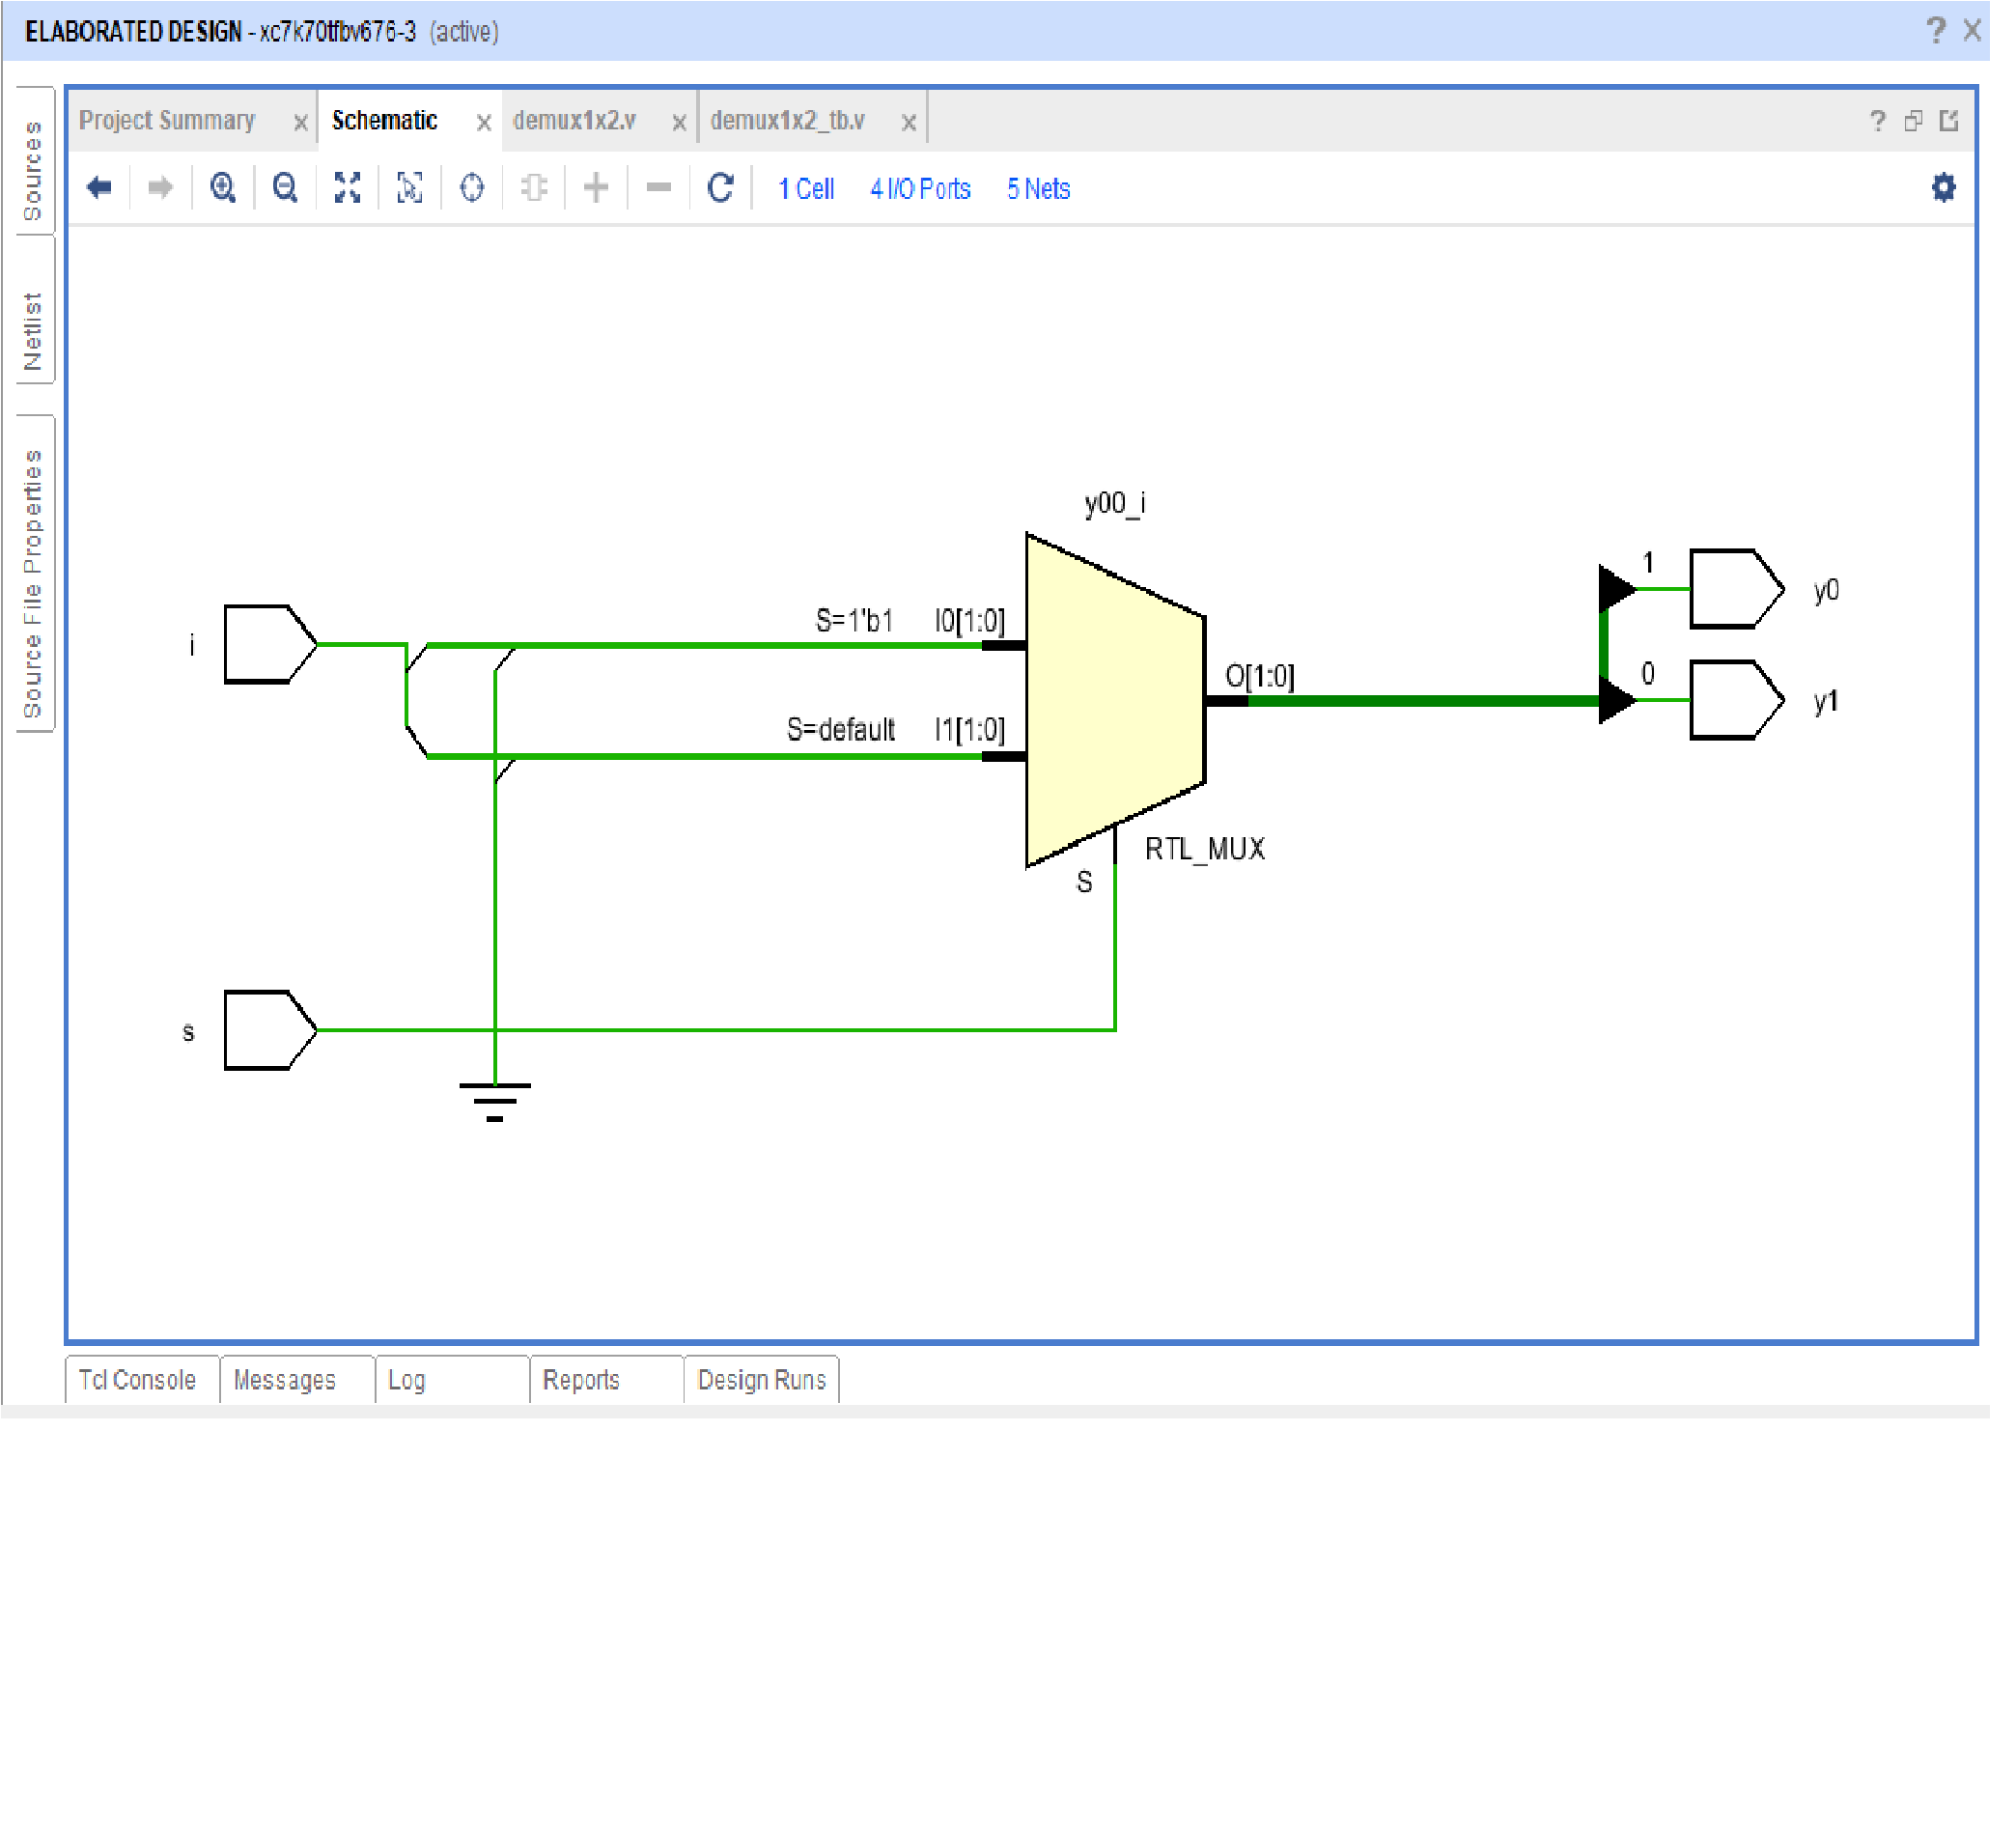 ELABORATED DESIGN - xc7k70tfbv676-3 (active)
Project Summary Schematic demux1x2.v demux1x2_tb.v
1 Cell 4 I/O Ports 5 Nets
Sources
Netlist
Source File Properties
y00_i
i
S=1'b1 I0[1:0]
S=default I1[1:0]
O[1:0]
1
y0
0
y1
RTL_MUX
S
s
Tcl Console Messages Log Reports Design Runs